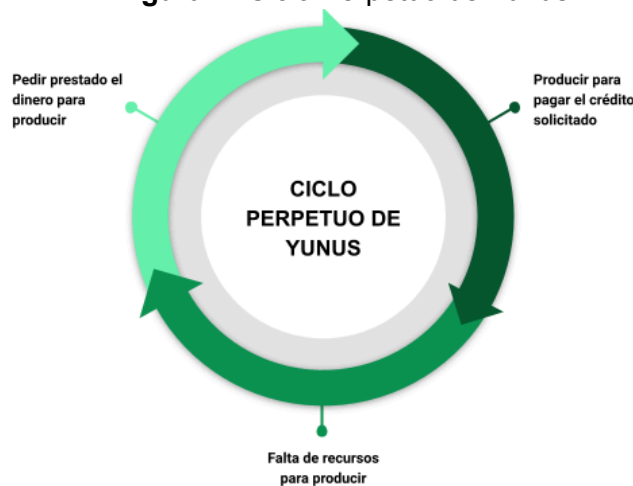 Pedir prestado el
dinero para
producir
Producir para
pagar el crédito
solicitado
CICLO
PERPETUO DE
YUNUS
Falta de recursos
para producir